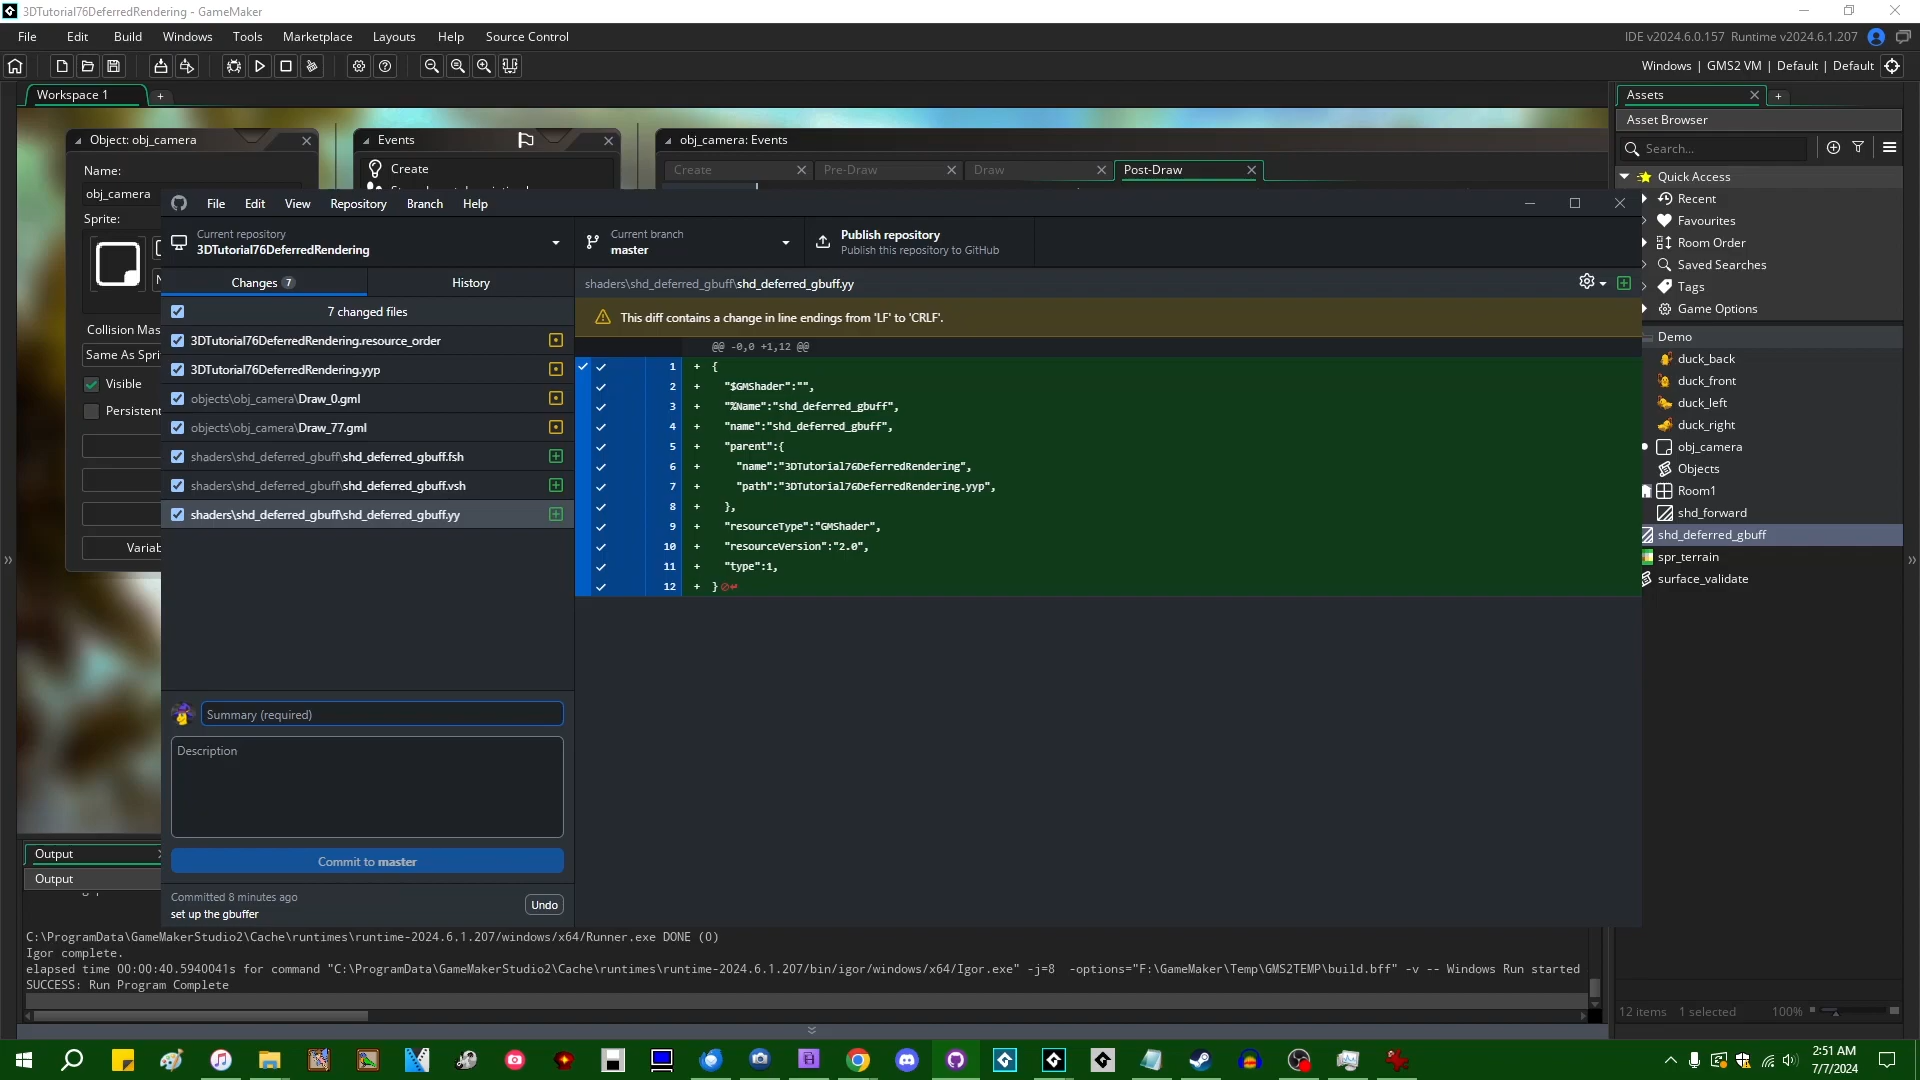 3DTutorial76DeferredRendering - GameMaker
File Edit Build Windows Tools Marketplace Layouts Help Source Control
IDE v2024.6.0.157 Runtime v2024.6.1.207
Windows | GMS2 VM | Default | Default
Workspace 1
+
Object: obj_camera
Name:
obj_camera
Sprite:
Collision Mas
Same As Spri
Visible
Persistent
Variab
Events
Create
obj_camera: Events
Create Pre-Draw Draw Post-Draw
File Edit View Repository Branch Help
Current repository
3DTutorial76DeferredRendering
Current branch
master
Publish repository
Publish this repository to GitHub
Changes 7
History
7 changed files
3DTutorial76DeferredRendering.resource_order
3DTutorial76DeferredRendering.yyp
objects\obj_camera\Draw_0.gml
objects\obj_camera\Draw_77.gml
shaders\shd_deferred_gbuff\shd_deferred_gbuff.fsh
shaders\shd_deferred_gbuff\shd_deferred_gbuff.vsh
shaders\shd_deferred_gbuff\shd_deferred_gbuff.yy
Summary (required)
Description
Commit to master
Committed 8 minutes ago
set up the gbuffer
Undo
shaders\shd_deferred_gbuff\shd_deferred_gbuff.yy
This diff contains a change in line endings from 'LF' to 'CRLF'.
@@ -0,0 +1,12 @@
1 + {
2 + "$GMShader":"",
3 + "%Name":"shd_deferred_gbuff",
4 + "name":"shd_deferred_gbuff",
5 + "parent":{
6 + "name":"3DTutorial76DeferredRendering",
7 + "path":"3DTutorial76DeferredRendering.yyp",
8 + },
9 + "resourceType":"GMShader",
10 + "resourceVersion":"2.0",
11 + "type":1,
12 + }
Assets
+
Asset Browser
Search...
Quick Access
Recent
Favourites
Room Order
Saved Searches
Tags
Game Options
Demo
duck_back
duck_front
duck_left
duck_right
obj_camera
Objects
Room1
shd_forward
shd_deferred_gbuff
spr_terrain
surface_validate
12 items 1 selected 100%
Output
Output
C:\ProgramData\GameMakerStudio2\Cache\runtimes\runtime-2024.6.1.207/windows/x64/Runner.exe DONE (0)
Igor complete.
elapsed time 00:00:40.5940041s for command "C:\ProgramData\GameMakerStudio2\Cache\runtimes\runtime-2024.6.1.207/bin/igor/windows/x64/Igor.exe" -j=8 -options="F:\GameMaker\Temp\GMS2TEMP\build.bff" -v -- Windows Run started
SUCCESS: Run Program Complete
2:51 AM
7/7/2024